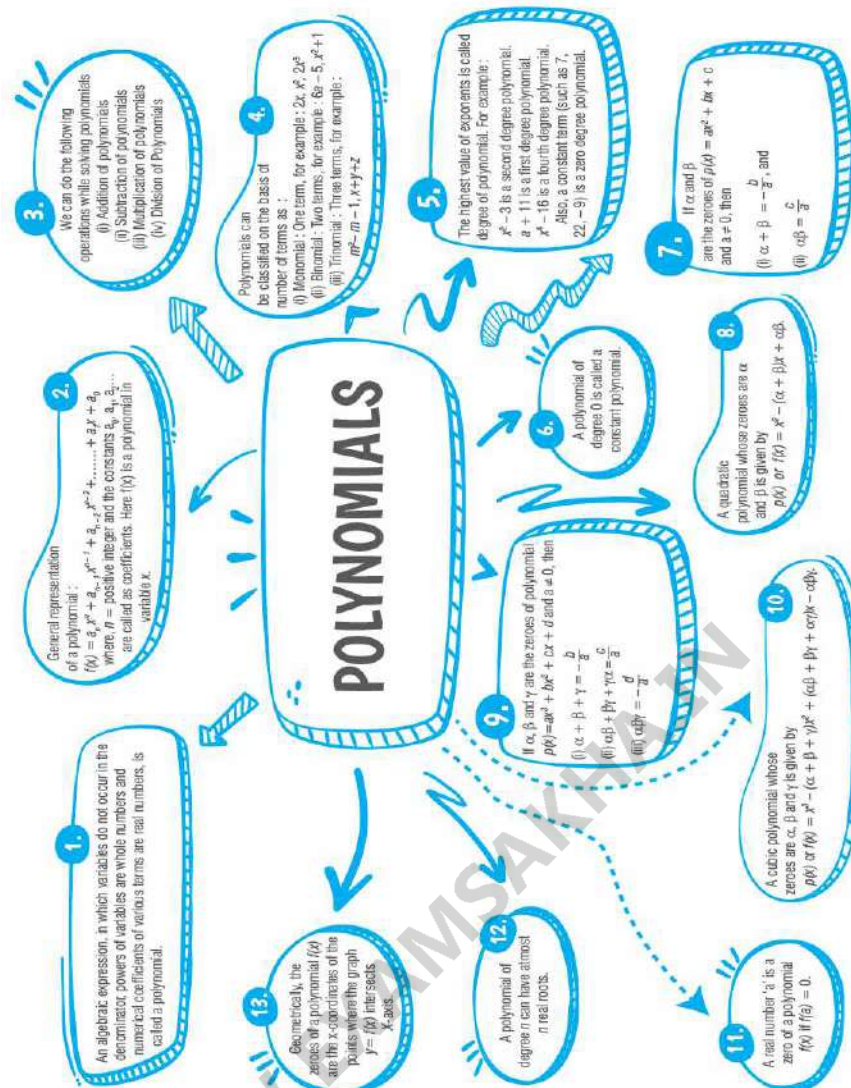 POLYNOMIALS
1.
An algebraic expression, in which variables do not occur in the
denominator, powers of variables are whole numbers and
numerical coefficients of various terms are real numbers, is
called a polynomial.
2.
General representation
of a polynomial :
f(x) = aₙxⁿ + aₙ₋₁xⁿ⁻¹ + aₙ₋₂xⁿ⁻² + ........ + a₁x + a₀
where, n = positive integer and the constants a₀, a₁, a₂...
are called as coefficients. Here f(x) is a polynomial in
variable x.
3.
We can do the following
operations while solving polynomials
(i) Addition of polynomials
(ii) Subtraction of polynomials
(iii) Multiplication of polynomials
(iv) Division of Polynomials
4.
Polynomials can
be classified on the basis of
number of terms as :
(i) Monomial : One term, for example : 2x, x², 2x³
(ii) Binomial : Two terms, for example : 6a – 5, x²+1
(iii) Trinomial : Three terms, for example :
m²– m – 1, x+y+z
5.
The highest value of exponents is called
degree of polynomial. For example :
x² – 3 is a second degree polynomial.
a + 11 is a first degree polynomial.
x⁴ – 16 is a fourth degree polynomial.
Also, a constant term (such as 7,
22, – 9) is a zero degree polynomial.
6.
A polynomial of
degree 0 is called a
constant polynomial.
7.
If α and β
are the zeroes of p(x) = ax² + bx + c
and a ≠ 0, then
(i) α + β = –b/a, and
(ii) αβ = c/a
8.
A quadratic
polynomial whose zeroes are α
and β is given by
p(x) or f(x) = x² – (α + β)x + αβ.
9.
If α, β and γ are the zeroes of polynomial
p(x)=ax³ + bx² + cx + d and a ≠ 0, then
(i) α + β + γ = –b/a
(ii) αβ + βγ +γα = c/a
(iii) αβγ = –d/a
10.
A cubic polynomial whose
zeroes are α, β and γ is given by
p(x) or f(x) = x³ – (α + β + γ)x² + (αβ + βγ + αγ)x – αβγ.
11.
A real number 'a' is a
zero of a polynomial
f(x) if f(a) = 0.
12.
A polynomial of
degree n can have atmost
n real roots.
13.
Geometrically, the
zeroes of a polynomial f(x)
are the x-coordinates of the
points where the graph
y = f(x) intersects
X-axis.